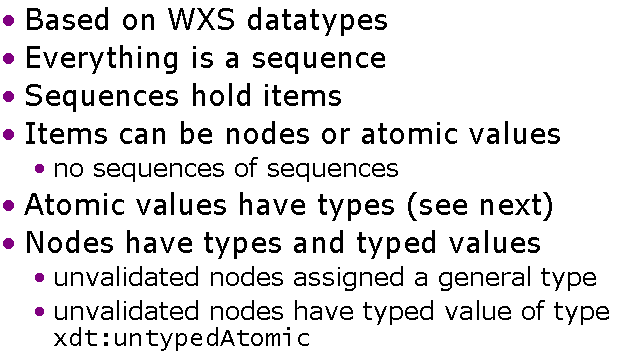 • Based on WXS datatypes
• Everything is a sequence
• Sequences hold items
• Items can be nodes or atomic values
• no sequences of sequences
• Atomic values have types (see next)
• Nodes have types and typed values
• unvalidated nodes assigned a general type
• unvalidated nodes have typed value of type
xdt:untypedAtomic